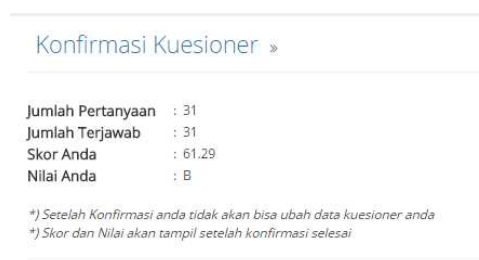 Konfirmasi Kuesioner »
Jumlah Pertanyaan : 31
Jumlah Terjawab : 31
Skor Anda : 61.29
Nilai Anda : B
*) Setelah Konfirmasi anda tidak akan bisa ubah data kuesioner anda
*) Skor dan Nilai akan tampil setelah konfirmasi selesai